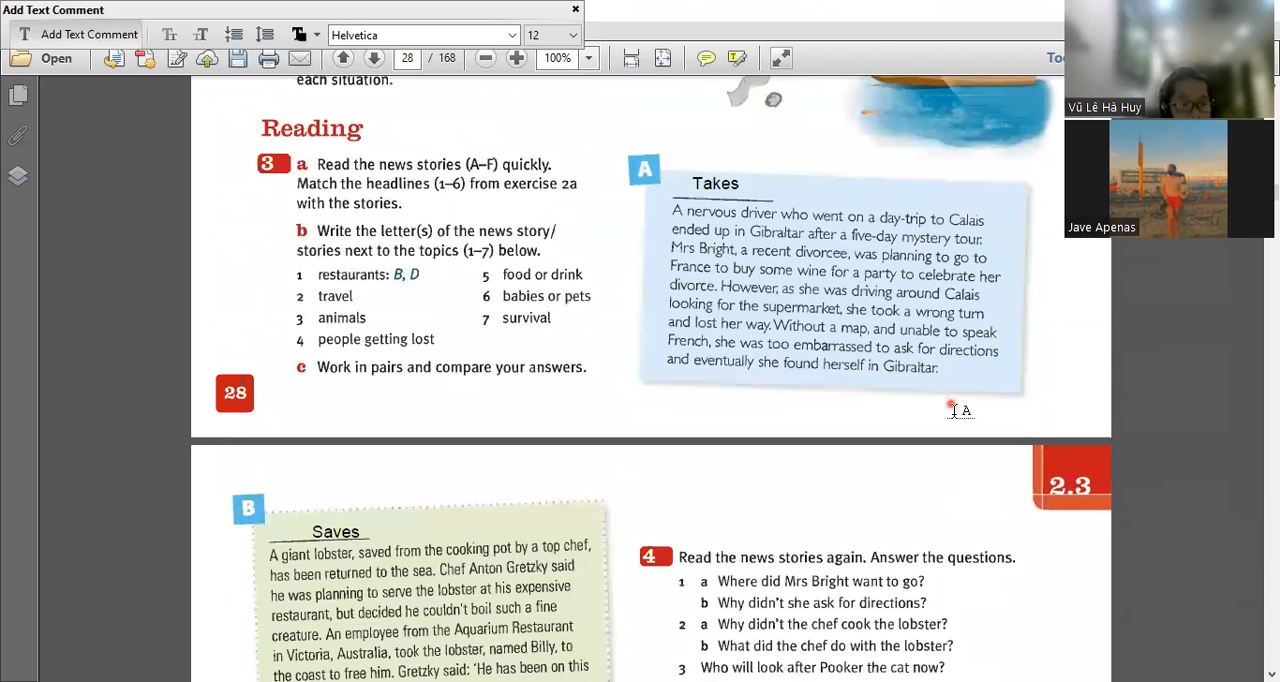 Add Text Comment
Add Text Comment
Helvetica
12
Open
28 / 168
100%
Too
Vũ Lê Hà Huy
Jave Apenas
each situation.
Reading
3 a Read the news stories (A–F) quickly.
Match the headlines (1–6) from exercise 2a
with the stories.
b Write the letter(s) of the news story/
stories next to the topics (1–7) below.
1 restaurants: B, D
2 travel
3 animals
4 people getting lost
5 food or drink
6 babies or pets
7 survival
c Work in pairs and compare your answers.
28
A
Takes
A nervous driver who went on a day-trip to Calais
ended up in Gibraltar after a five-day mystery tour.
Mrs Bright, a recent divorcee, was planning to go to
France to buy some wine for a party to celebrate her
divorce. However, as she was driving around Calais
looking for the supermarket, she took a wrong turn
and lost her way. Without a map, and unable to speak
French, she was too embarrassed to ask for directions
and eventually she found herself in Gibraltar.
A
2.3
B
Saves
A giant lobster, saved from the cooking pot by a top chef,
has been returned to the sea. Chef Anton Gretzky said
he was planning to serve the lobster at his expensive
restaurant, but decided he couldn't boil such a fine
creature. An employee from the Aquarium Restaurant
in Victoria, Australia, took the lobster, named Billy, to
the coast to free him. Gretzky said: 'He has been on this
4 Read the news stories again. Answer the questions.
1 a Where did Mrs Bright want to go?
b Why didn't she ask for directions?
2 a Why didn't the chef cook the lobster?
b What did the chef do with the lobster?
3 Who will look after Pooker the cat now?